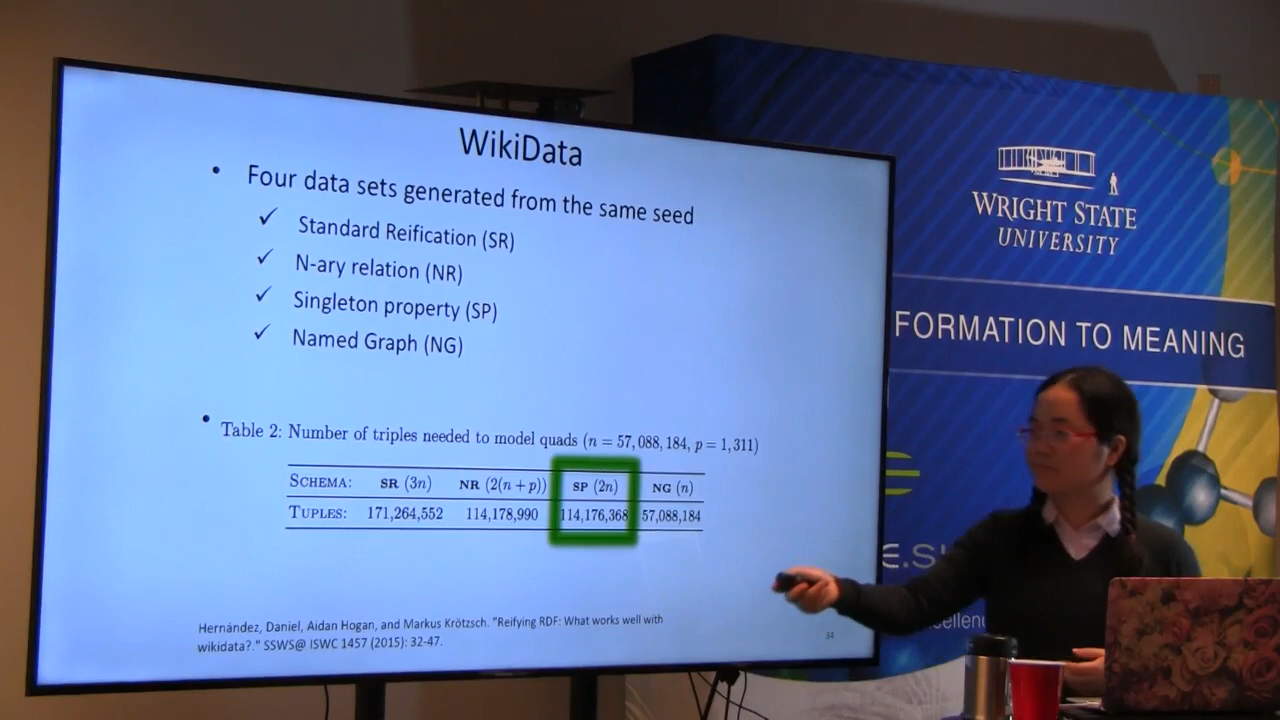 WikiData
• Four data sets generated from the same seed
✓ Standard Reification (SR)
✓ N-ary relation (NR)
✓ Singleton property (SP)
✓ Named Graph (NG)
• Table 2: Number of triples needed to model quads (n = 57,088,184, p = 1,311)
SCHEMA: SR (3n) NR (2(n + p)) SP (2n) NG (n)
TUPLES: 171,264,552 114,178,990 114,176,368 57,088,184
Hernández, Daniel, Aidan Hogan, and Markus Krötzsch. "Reifying RDF: What works well with
wikidata?." SSWS@ ISWC 1457 (2015): 32-47.
34
WRIGHT STATE
UNIVERSITY
FORMATION TO MEANING